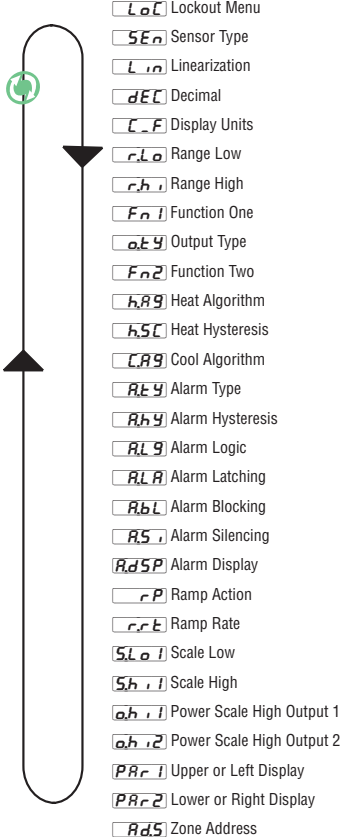 LoC Lockout Menu
SEn Sensor Type
Lin Linearization
dEC Decimal
C_F Display Units
r.Lo Range Low
r.hi Range High
Fn1 Function One
o.tY Output Type
Fn2 Function Two
h.Ag Heat Algorithm
h.SC Heat Hysteresis
C.Ag Cool Algorithm
A.tY Alarm Type
A.hY Alarm Hysteresis
A.Lg Alarm Logic
A.LA Alarm Latching
A.bL Alarm Blocking
A.Si Alarm Silencing
A.dSP Alarm Display
rP Ramp Action
r.rt Ramp Rate
S.Lo1 Scale Low
S.hi1 Scale High
o.hi1 Power Scale High Output 1
o.hi2 Power Scale High Output 2
PAr1 Upper or Left Display
PAr2 Lower or Right Display
Ad.S Zone Address